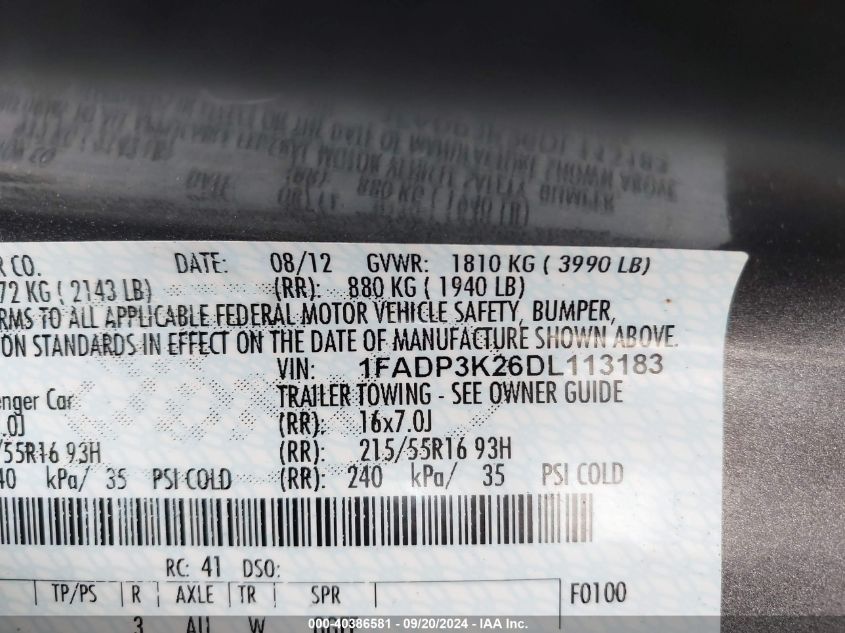 R CO. DATE: 08/12 GVWR: 1810 KG ( 3990 LB)
72 KG ( 2143 LB) (RR): 880 KG ( 1940 LB)
RMS TO ALL APPLICABLE FEDERAL MOTOR VEHICLE SAFETY, BUMPER,
ON STANDARDS IN EFFECT ON THE DATE OF MANUFACTURE SHOWN ABOVE.
VIN: 1FADP3K26DL113183
enger Car TRAILER TOWING - SEE OWNER GUIDE
.0J (RR): 16x7.0J
/55R16 93H (RR): 215/55R16 93H
40 kPa/ 35 PSI COLD (RR): 240 kPa/ 35 PSI COLD
RC: 41 DSO:
TP/PS R AXLE TR SPR F0100
3 W
000-40386581 - 09/20/2024 - IAA Inc.